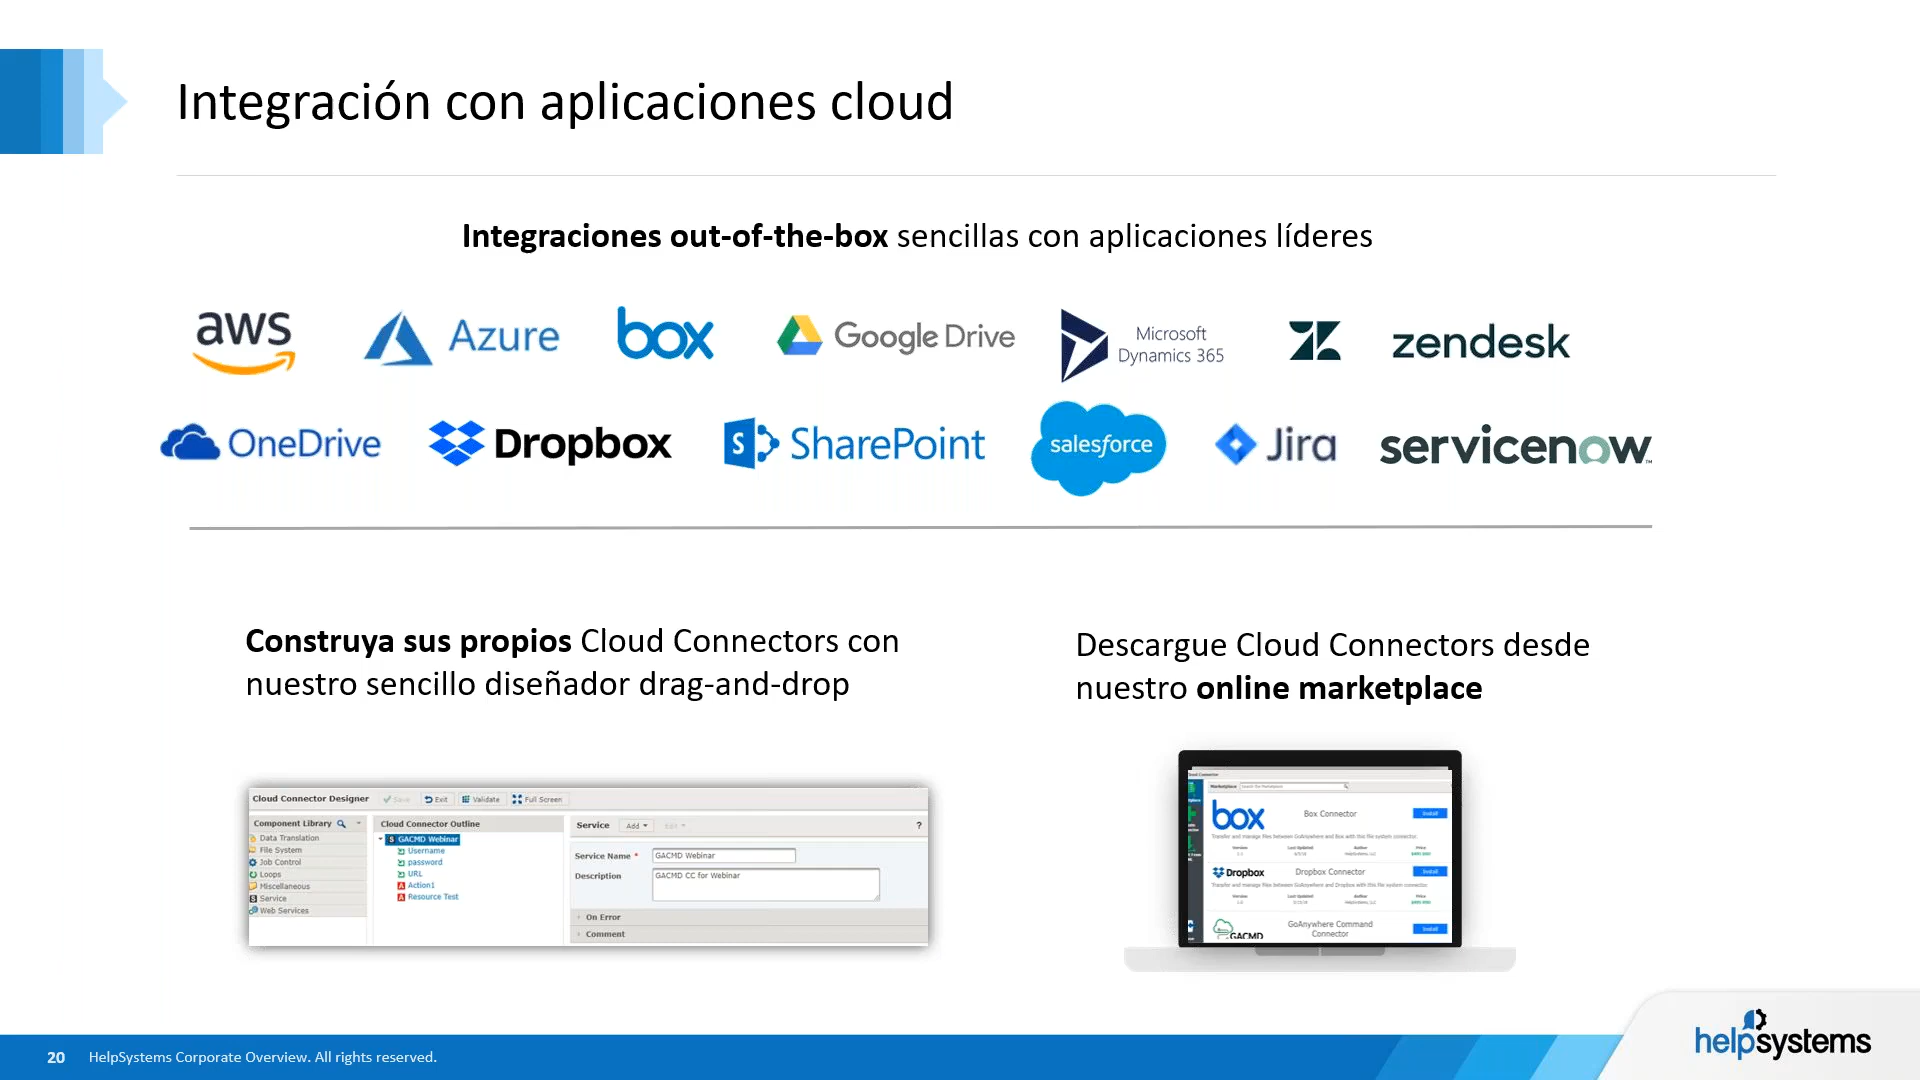 Integración con aplicaciones cloud
Integraciones out-of-the-box sencillas con aplicaciones líderes
aws
Azure
box
Google Drive
Microsoft
Dynamics 365
zendesk
OneDrive
Dropbox
SharePoint
salesforce
Jira
servicenow™
Construya sus propios Cloud Connectors con
nuestro sencillo diseñador drag-and-drop
Descargue Cloud Connectors desde
nuestro online marketplace
Cloud Connector Designer Save Exit Validate Full Screen
Component Library
Data Translation
File System
Job Control
Loops
Miscellaneous
Service
Web Services
Cloud Connector Outline
GACMD Webinar
Username
password
URL
Action1
Resource Test
Service Add Edit ?
Service Name * GACMD Webinar
Description GACMD CC for Webinar
On Error
Comment
Marketplace Search the Marketplace
box Box Connector Install
Transfer and manage files between GoAnywhere and Box with this file system connector.
Version Last Updated Author Price
Dropbox Dropbox Connector Install
Transfer and manage files between GoAnywhere and Dropbox with this file system connector.
Version Last Updated Author Price
GACMD GoAnywhere Command Install
Connector
20 HelpSystems Corporate Overview. All rights reserved.
helpsystems